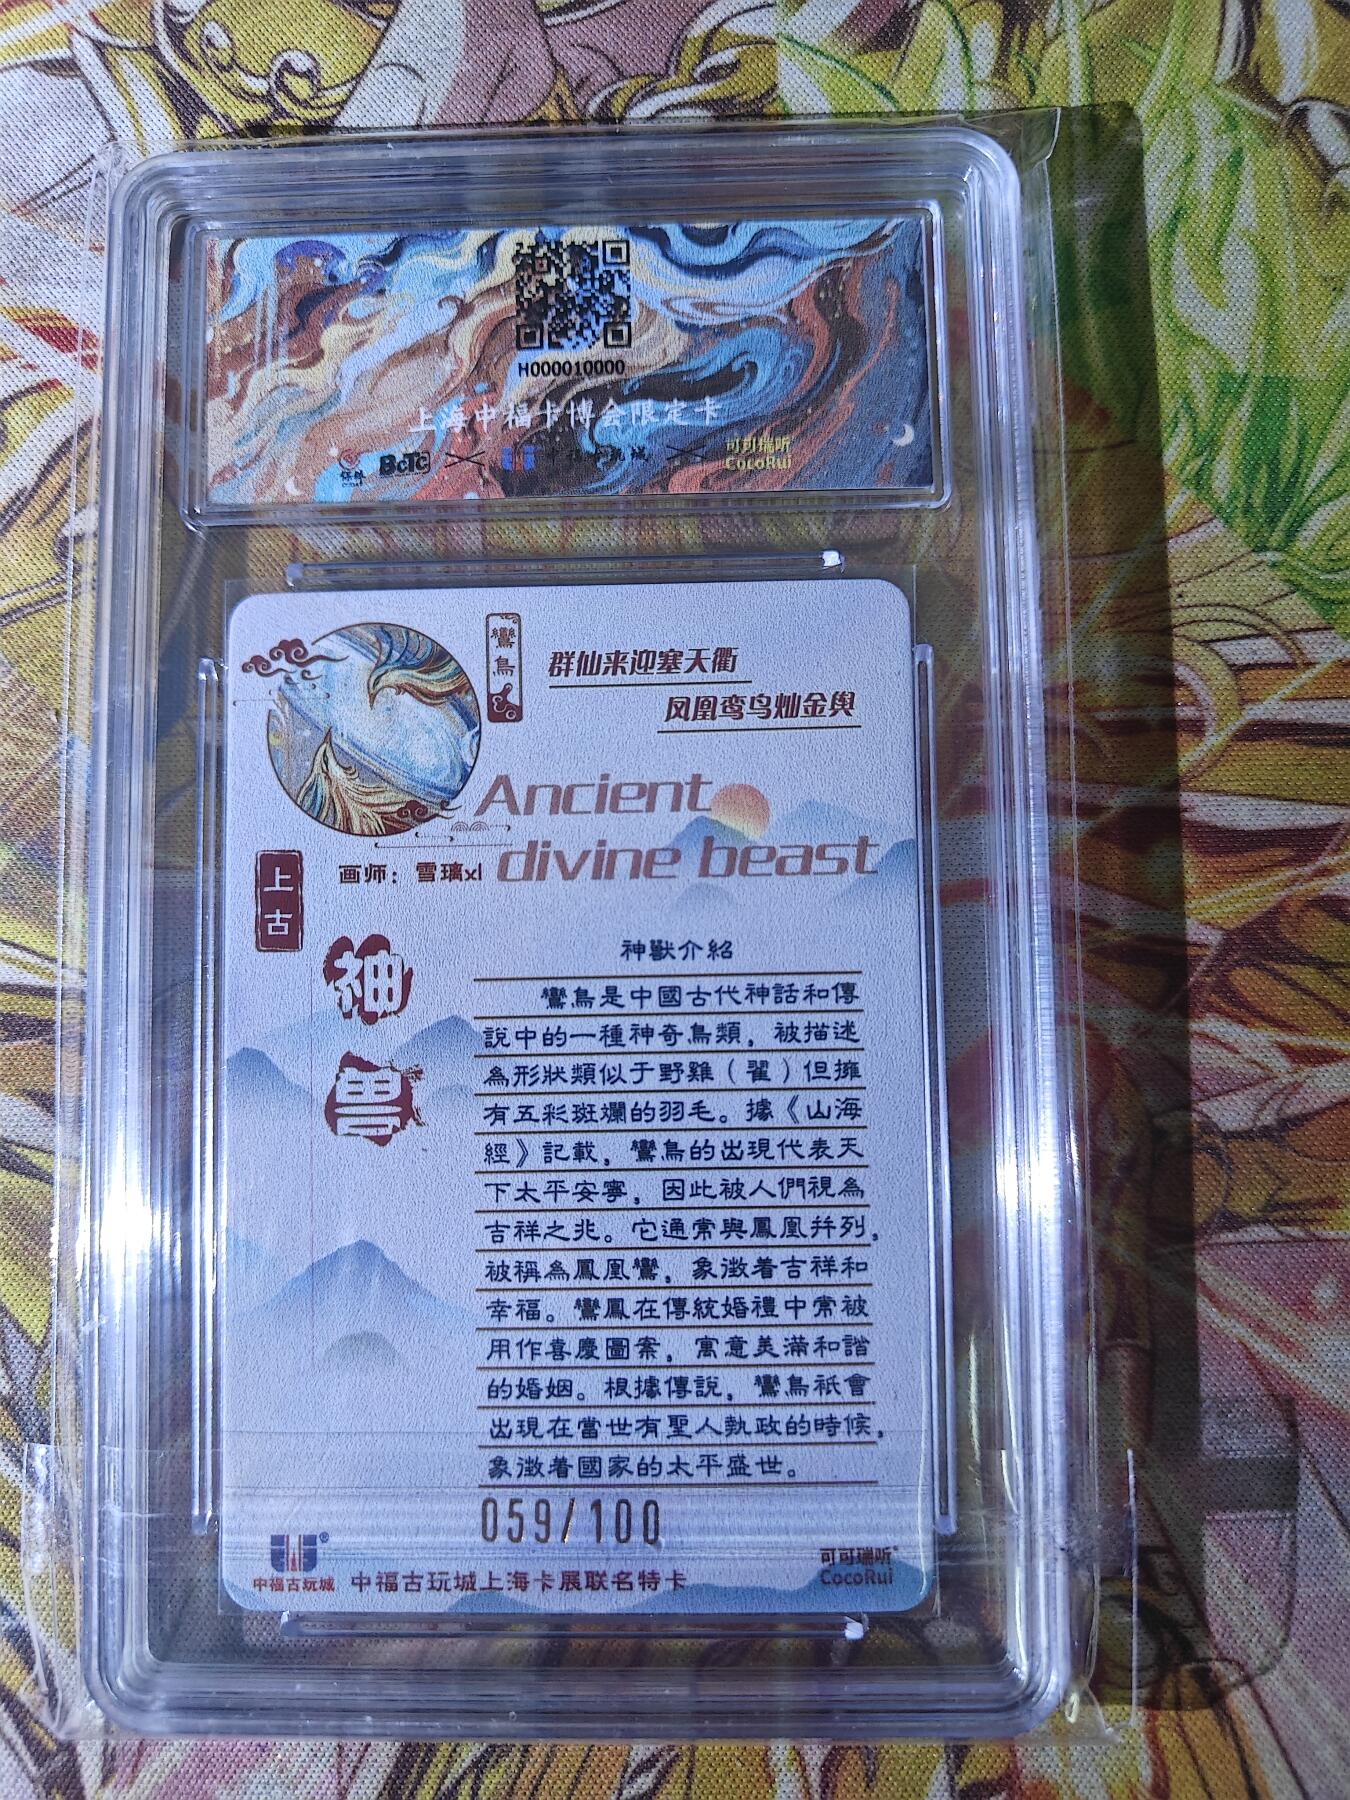 H000010000
上海中福卡博会限定卡
BCTC
可可瑞听
CocoRui
鸞鳥
群仙来迎塞天衢
凤凰鸾鸟灿金舆
Ancient
divine beast
画师：雪璃xl
上古
神兽
神獸介紹
鸞鳥是中國古代神話和傳
說中的一種神奇鳥類，被描述
為形狀類似于野雞（翟）但擁
有五彩斑斕的羽毛。據《山海
經》記載，鸞鳥的出現代表天
下太平安寧，因此被人們視為
吉祥之兆。它通常與鳳凰并列，
被稱為鳳凰鸞，象徵着吉祥和
幸福。鸞鳳在傳統婚禮中常被
用作喜慶圖案，寓意美滿和諧
的婚姻。根據傳說，鸞鳥祇會
出現在當世有聖人執政的時候，
象徵着國家的太平盛世。
059/100
中福古玩城
中福古玩城上海卡展联名特卡
可可瑞听
CocoRui